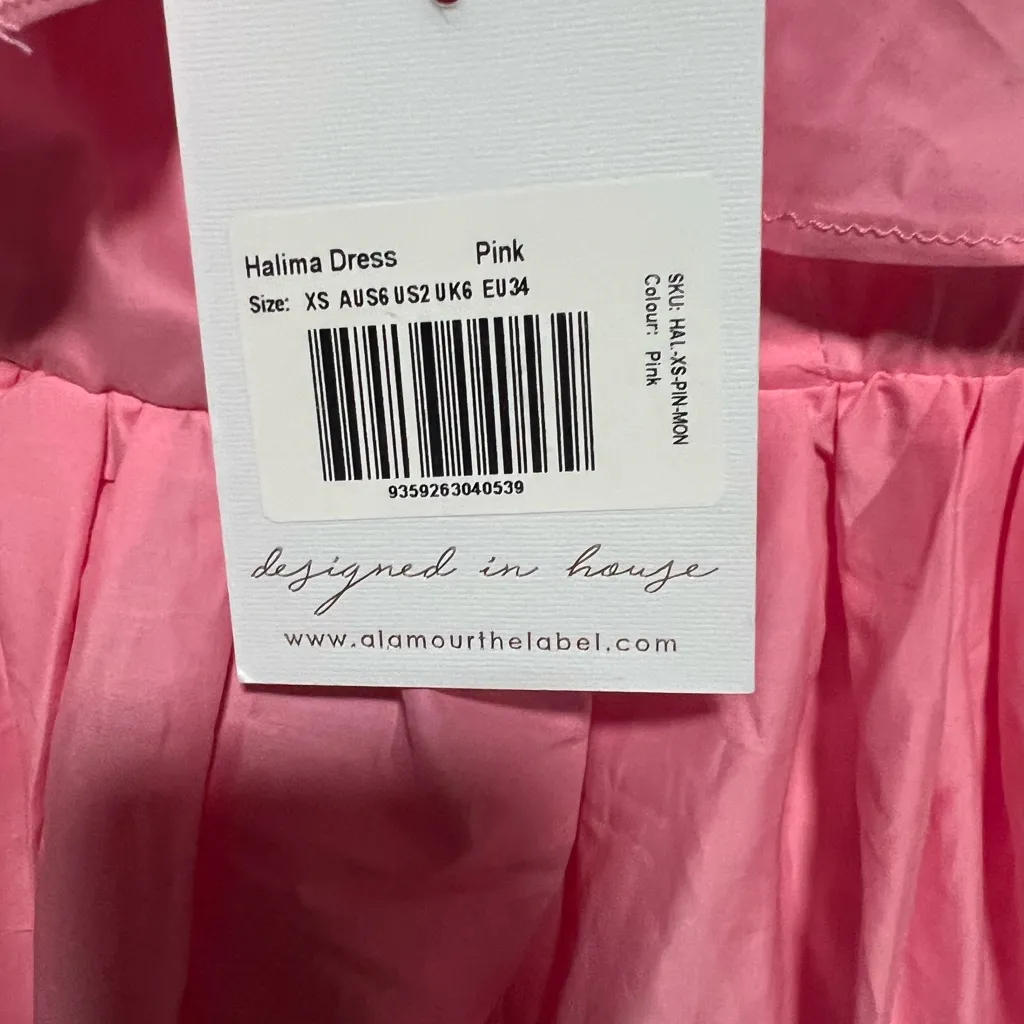 Halima Dress Pink
Size: XS AUS6 US2 UK6 EU34
SKU: HAL-XS-PIN-MON
Colour: Pink
9359263040539
designed in house
www.alamourthelabel.com